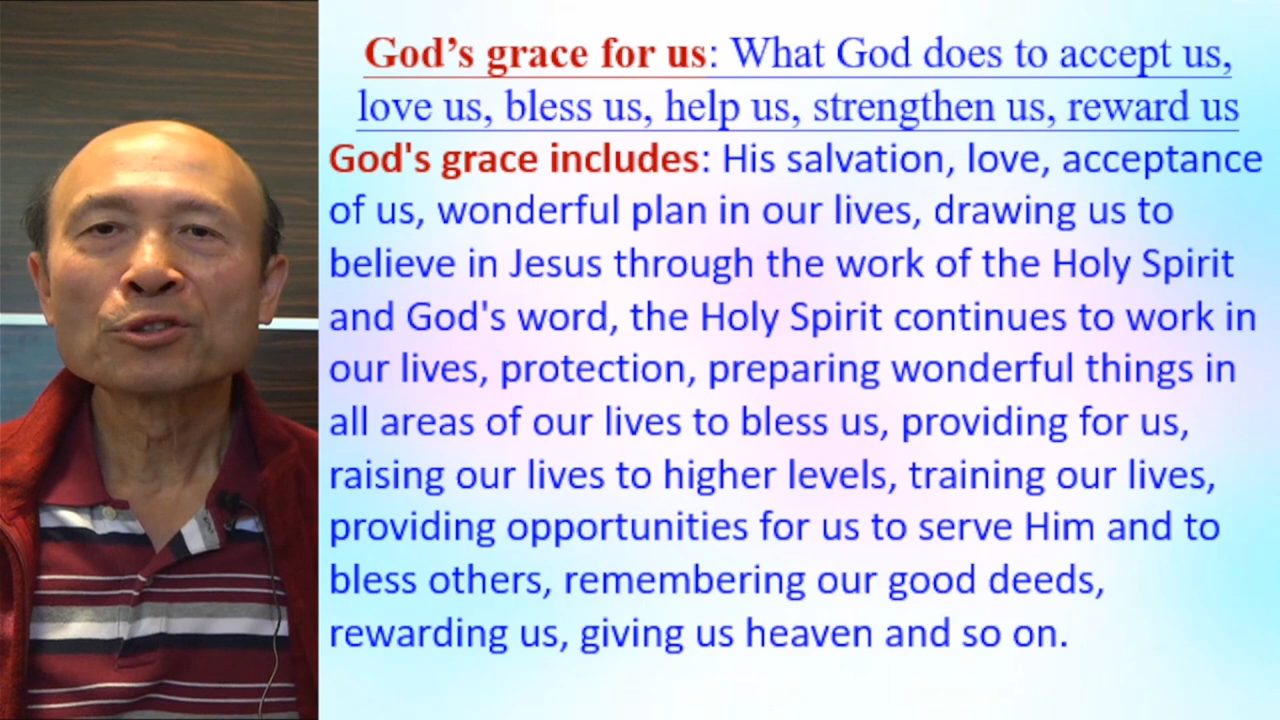 God’s grace for us: What God does to accept us,
love us, bless us, help us, strengthen us, reward us
God's grace includes: His salvation, love, acceptance
of us, wonderful plan in our lives, drawing us to
believe in Jesus through the work of the Holy Spirit
and God's word, the Holy Spirit continues to work in
our lives, protection, preparing wonderful things in
all areas of our lives to bless us, providing for us,
raising our lives to higher levels, training our lives,
providing opportunities for us to serve Him and to
bless others, remembering our good deeds,
rewarding us, giving us heaven and so on.